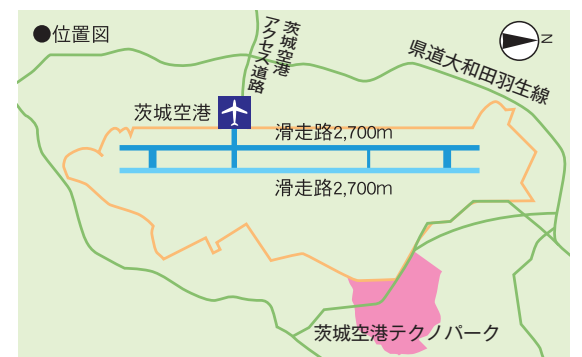 ●位置図
茨城空港
アクセス道路
県道大和田羽生線
N
茨城空港
滑走路2,700m
滑走路2,700m
茨城空港テクノパーク